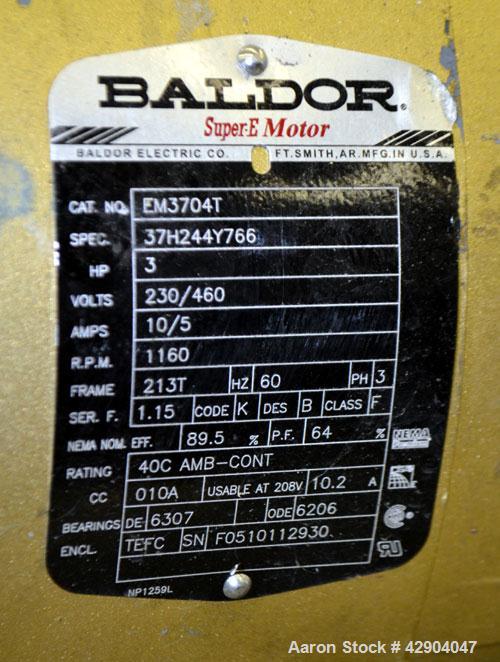 BALDOR®
Super-E Motor
BALDOR ELECTRIC CO. FT.SMITH,AR.MFG.IN U.S.A.
CAT. NO. EM3704T
SPEC. 37H244Y766
HP 3
VOLTS 230/460
AMPS 10/5
R.P.M. 1160
FRAME 213T HZ 60 PH 3
SER. F. 1.15 CODE K DES B CLASS F
NEMA NOM. EFF. 89.5 % P.F. 64 %
NEMA
RATING 40C AMB-CONT
CC 010A USABLE AT 208V 10.2 A
BEARINGS DE 6307 ODE 6206
ENCL. TEFC SN F0510112930
NP1259L
Aaron Stock # 42904047